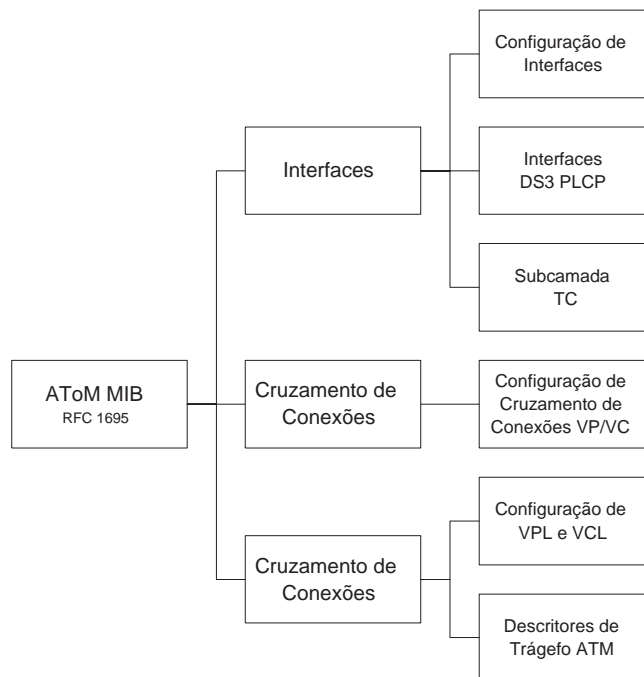 Configuração de
Interfaces
Interfaces
Interfaces
DS3 PLCP
Subcamada
TC
AToM MIB
RFC 1695
Cruzamento de
Conexões
Configuração de
Cruzamento de
Conexões VP/VC
Configuração de
VPL e VCL
Cruzamento de
Conexões
Descritores de
Trágefo ATM